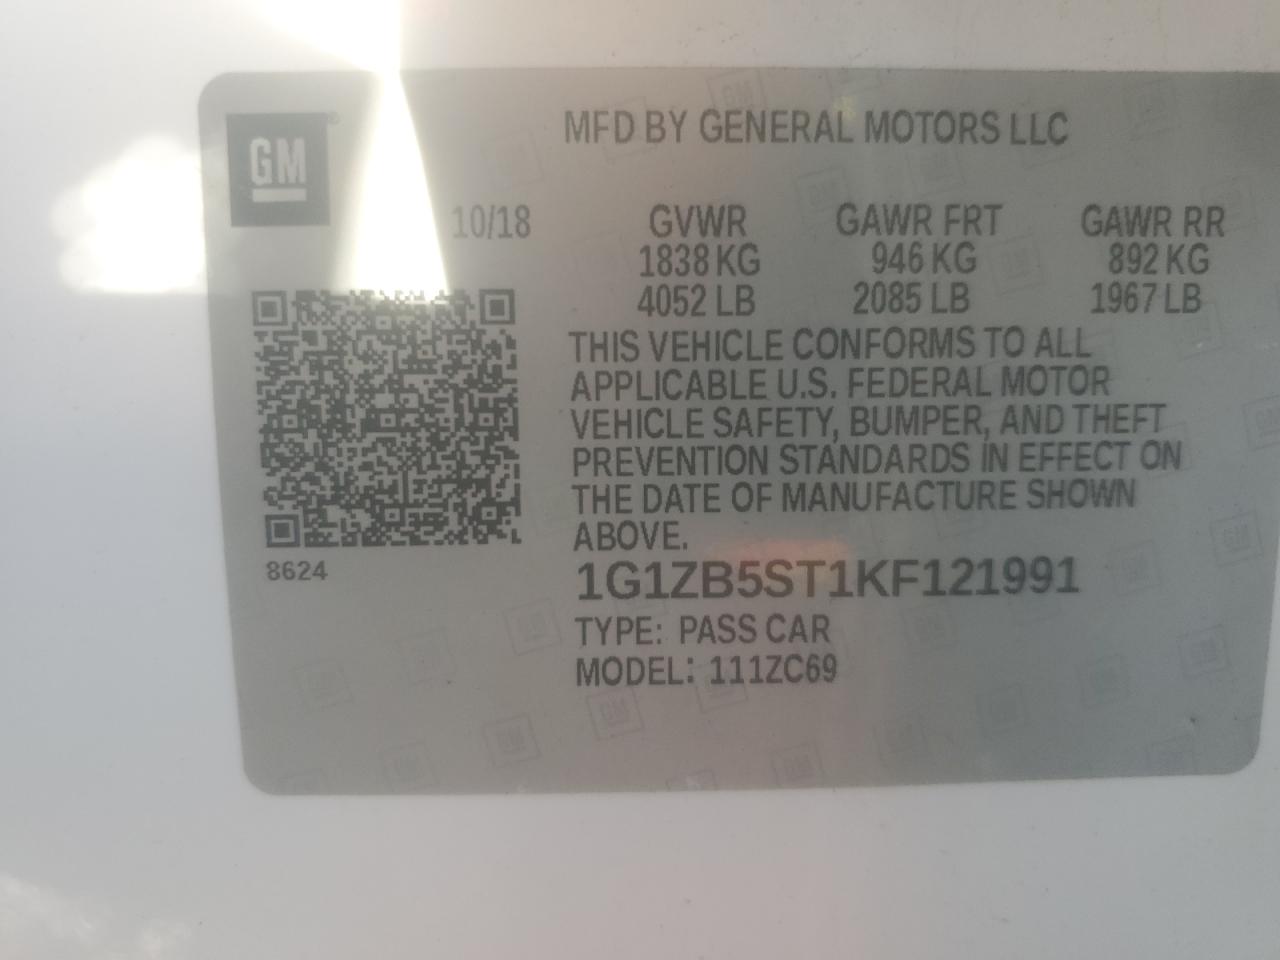 GM
MFD BY GENERAL MOTORS LLC
10/18 GVWR GAWR FRT GAWR RR
1838 KG 946 KG 892 KG
4052 LB 2085 LB 1967 LB
THIS VEHICLE CONFORMS TO ALL
APPLICABLE U.S. FEDERAL MOTOR
VEHICLE SAFETY, BUMPER, AND THEFT
PREVENTION STANDARDS IN EFFECT ON
THE DATE OF MANUFACTURE SHOWN
ABOVE.
8624
1G1ZB5ST1KF121991
TYPE: PASS CAR
MODEL: 111ZC69